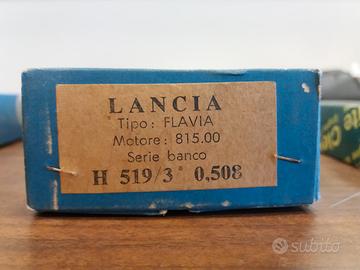 LANCIA
Tipo: FLAVIA
Motore: 815.00
Serie banco
H 519/3ª 0,508
subito